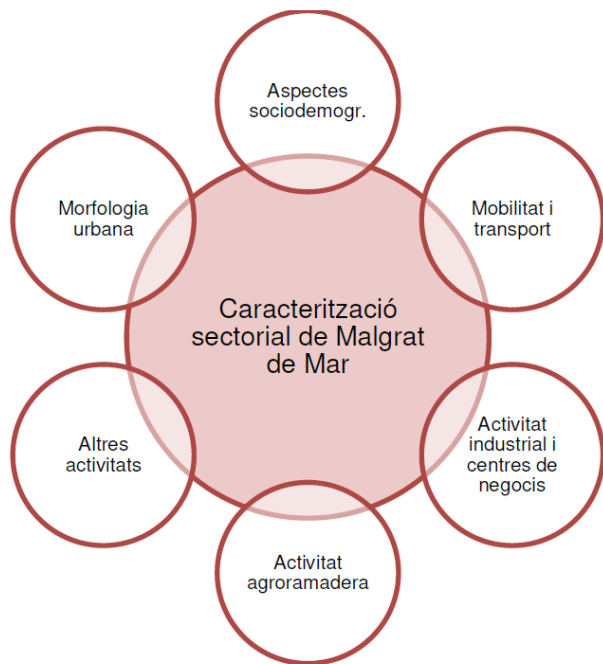 Aspectes
sociodemogr.
Morfologia
urbana
Mobilitat i
transport
Caracterització
sectorial de Malgrat
de Mar
Altres
activitats
Activitat
industrial i
centres de
negocis
Activitat
agroramadera